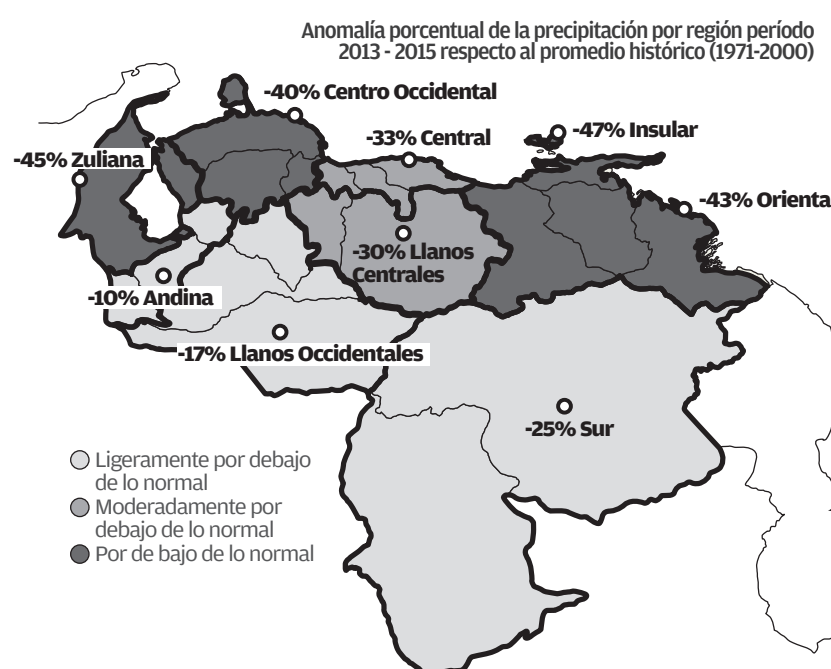 Anomalía porcentual de la precipitación por región período
2013 - 2015 respecto al promedio histórico (1971-2000)
-40% Centro Occidental
-33% Central
-47% Insular
-45% Zuliana
-43% Orienta
-30% Llanos
Centrales
-10% Andina
-17% Llanos Occidentales
-25% Sur
Ligeramente por debajo
de lo normal
Moderadamente por
debajo de lo normal
Por de bajo de lo normal